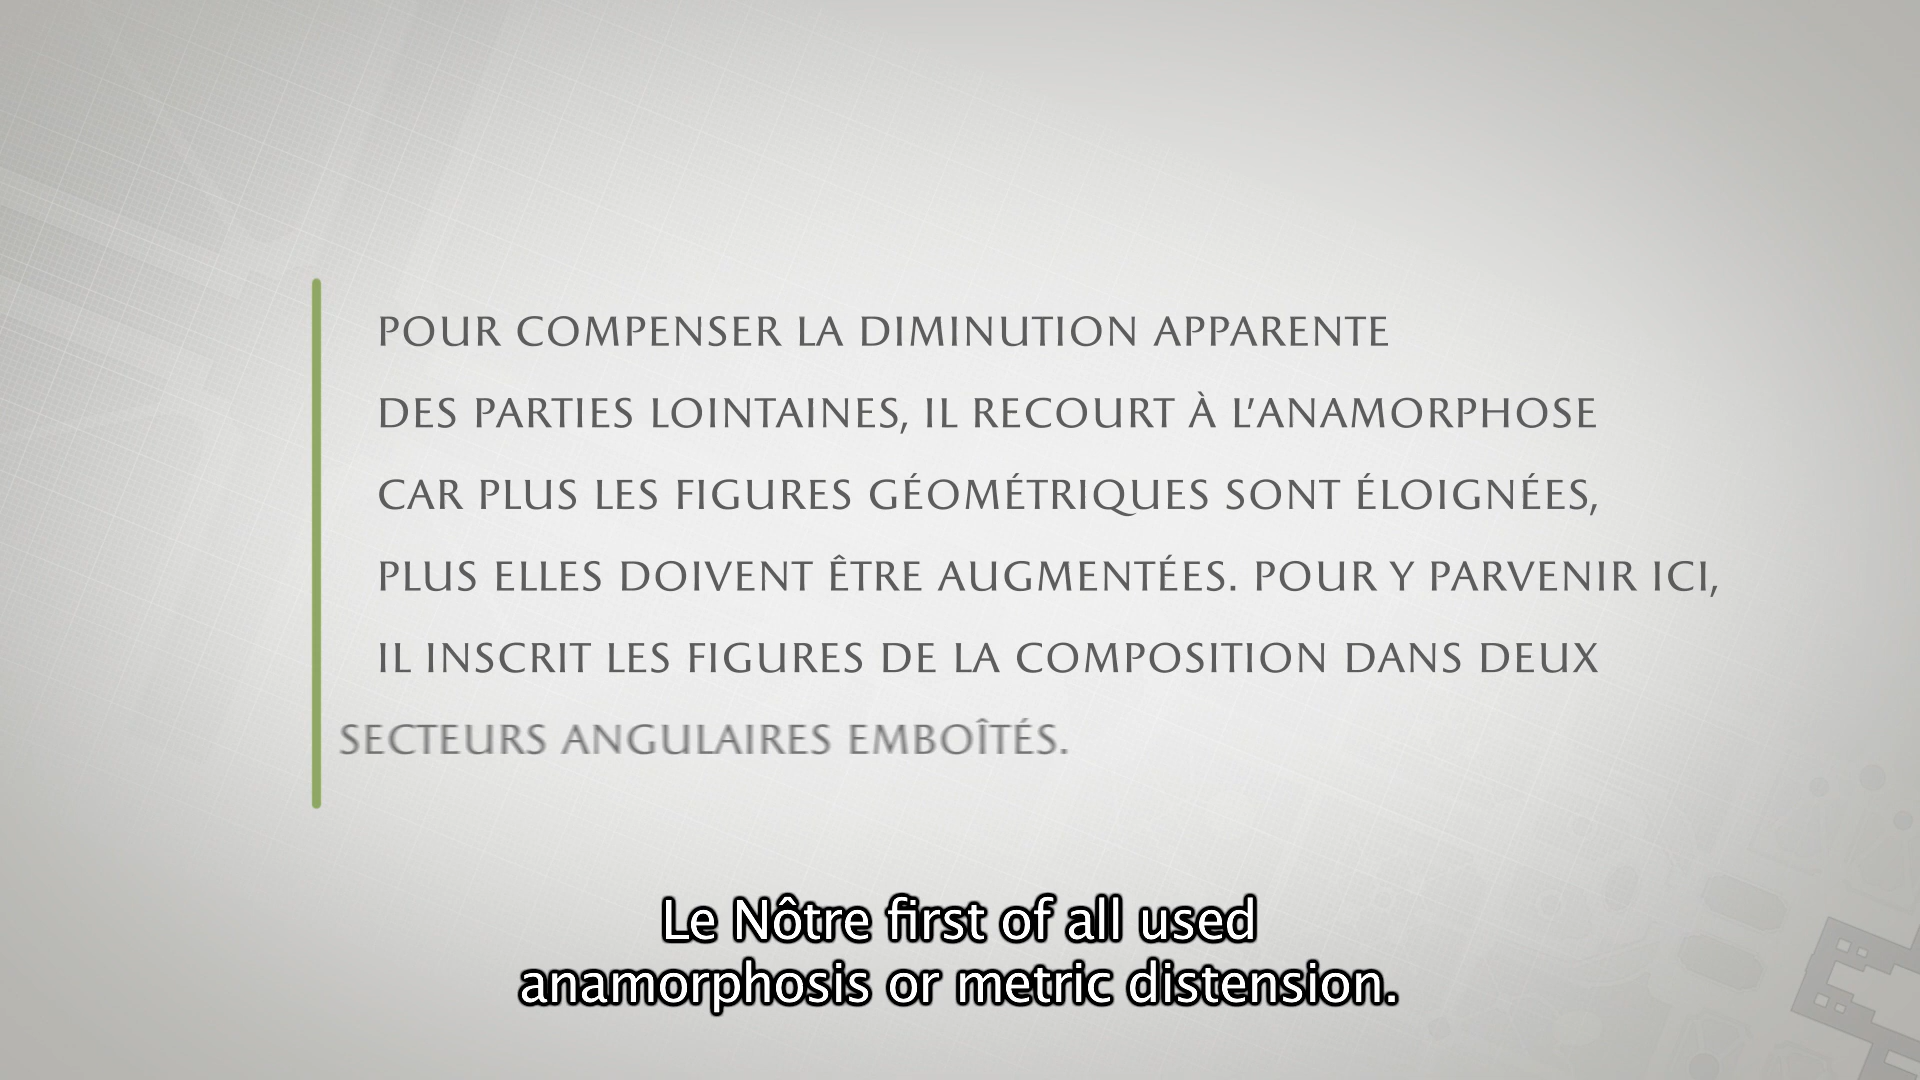 POUR COMPENSER LA DIMINUTION APPARENTE
DES PARTIES LOINTAINES, IL RECOURT À L'ANAMORPHOSE
CAR PLUS LES FIGURES GÉOMÉTRIQUES SONT ÉLOIGNÉES,
PLUS ELLES DOIVENT ÊTRE AUGMENTÉES. POUR Y PARVENIR ICI,
IL INSCRIT LES FIGURES DE LA COMPOSITION DANS DEUX
SECTEURS ANGULAIRES EMBOÎTÉS.
Le Nôtre first of all used
anamorphosis or metric distension.